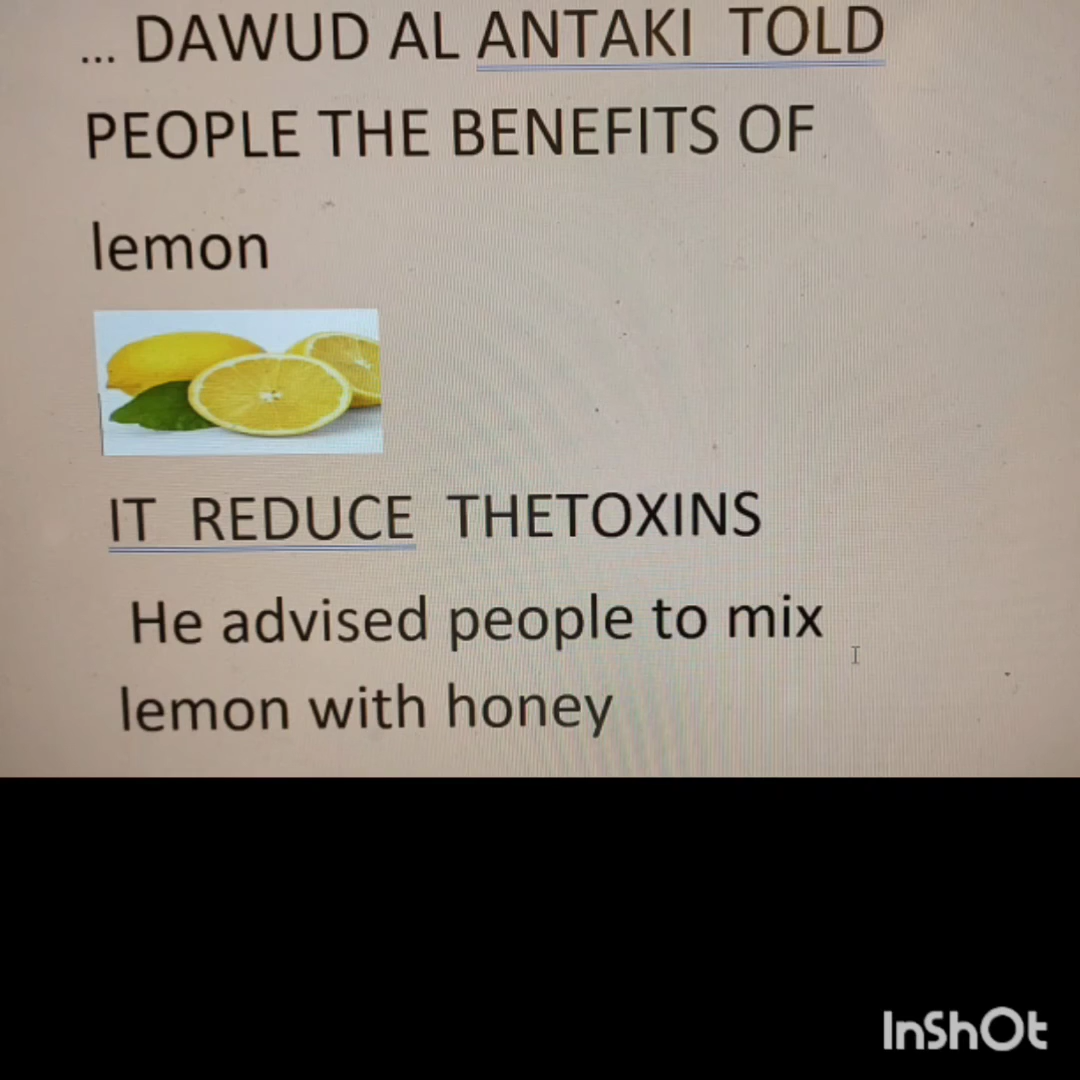 ... DAWUD AL ANTAKI TOLD
PEOPLE THE BENEFITS OF
lemon
IT REDUCE THETOXINS
He advised people to mix
lemon with honey
InShOt